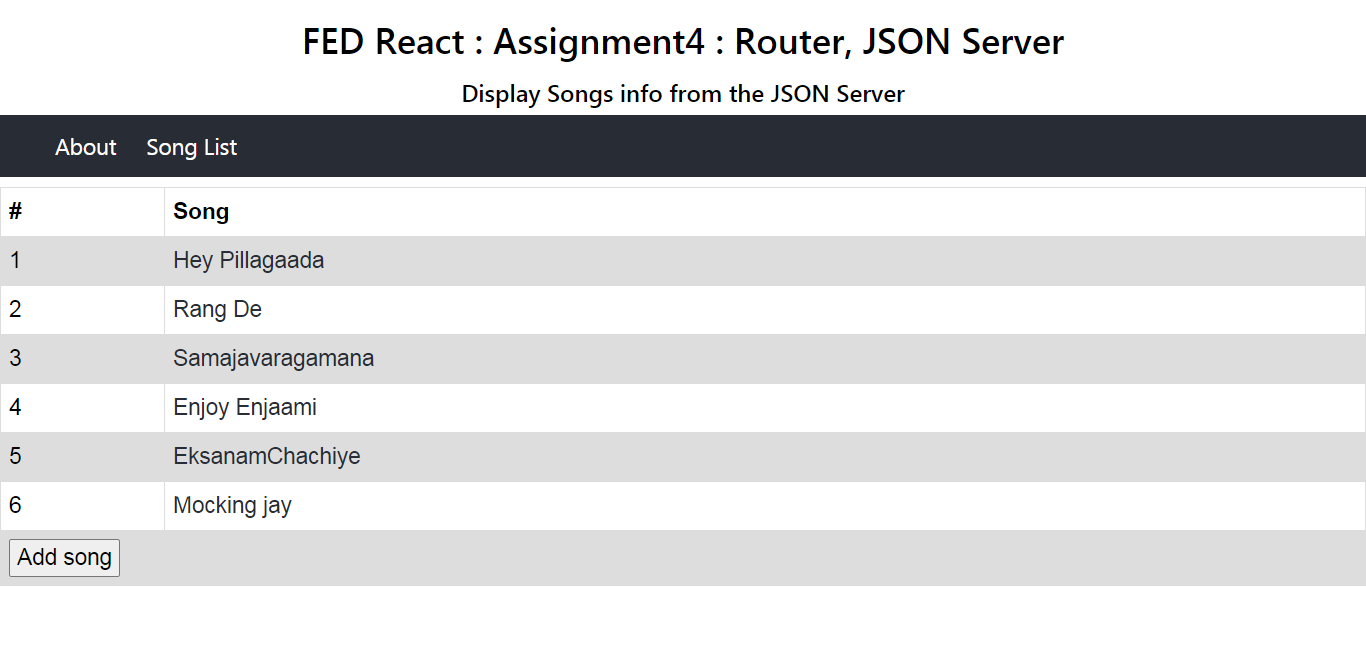 FED React : Assignment4 : Router, JSON Server
Display Songs info from the JSON Server
About Song List
# Song
1 Hey Pillagaada
2 Rang De
3 Samajavaragamana
4 Enjoy Enjaami
5 EksanamChachiye
6 Mocking jay
Add song